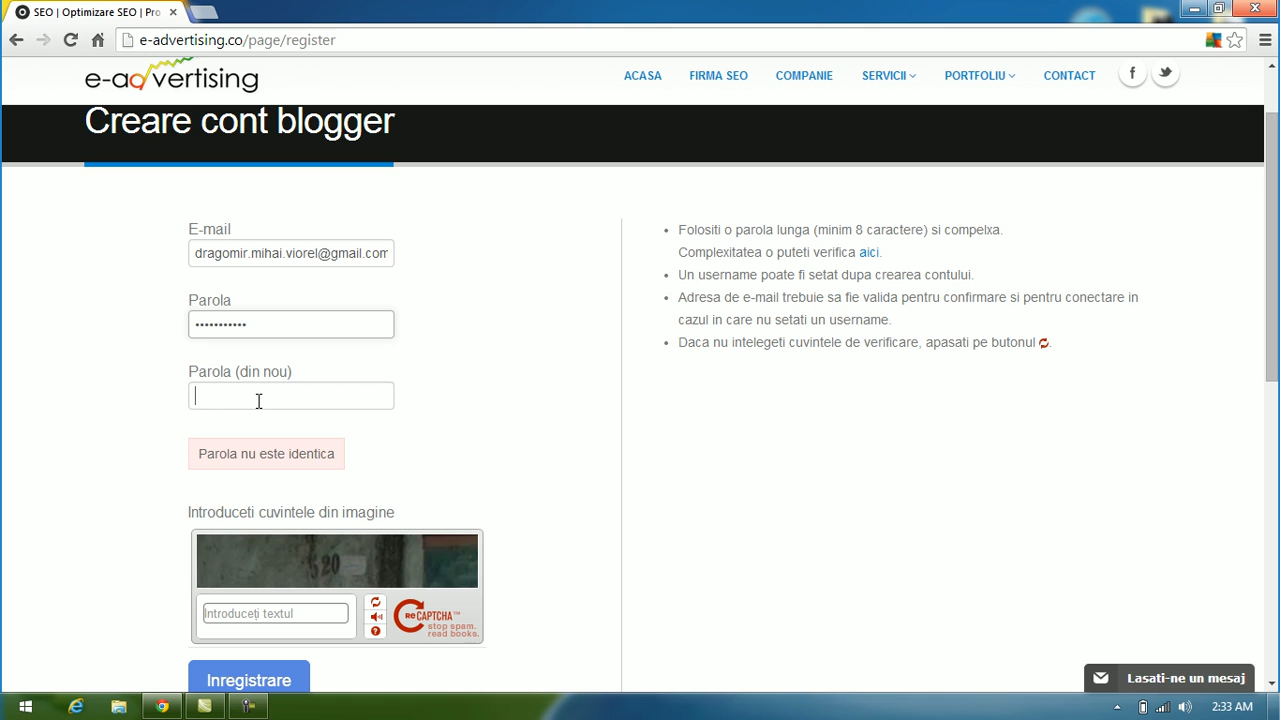 SEO | Optimizare SEO | Pro
e-advertising.co/page/register
e-advertising
ACASA
FIRMA SEO
COMPANIE
SERVICII
PORTFOLIU
CONTACT
Creare cont blogger
E-mail
dragomir.mihai.viorel@gmail.com
Parola
•••••••••••
Parola (din nou)
Parola nu este identica
Introduceti cuvintele din imagine
520
Introduceți textul
reCAPTCHA™
stop spam.
read books.
Inregistrare
Folositi o parola lunga (minim 8 caractere) si compelxa.
Complexitatea o puteti verifica aici.
Un username poate fi setat dupa crearea contului.
Adresa de e-mail trebuie sa fie valida pentru confirmare si pentru conectare in
cazul in care nu setati un username.
Daca nu intelegeti cuvintele de verificare, apasati pe butonul .
Lasati-ne un mesaj
2:33 AM